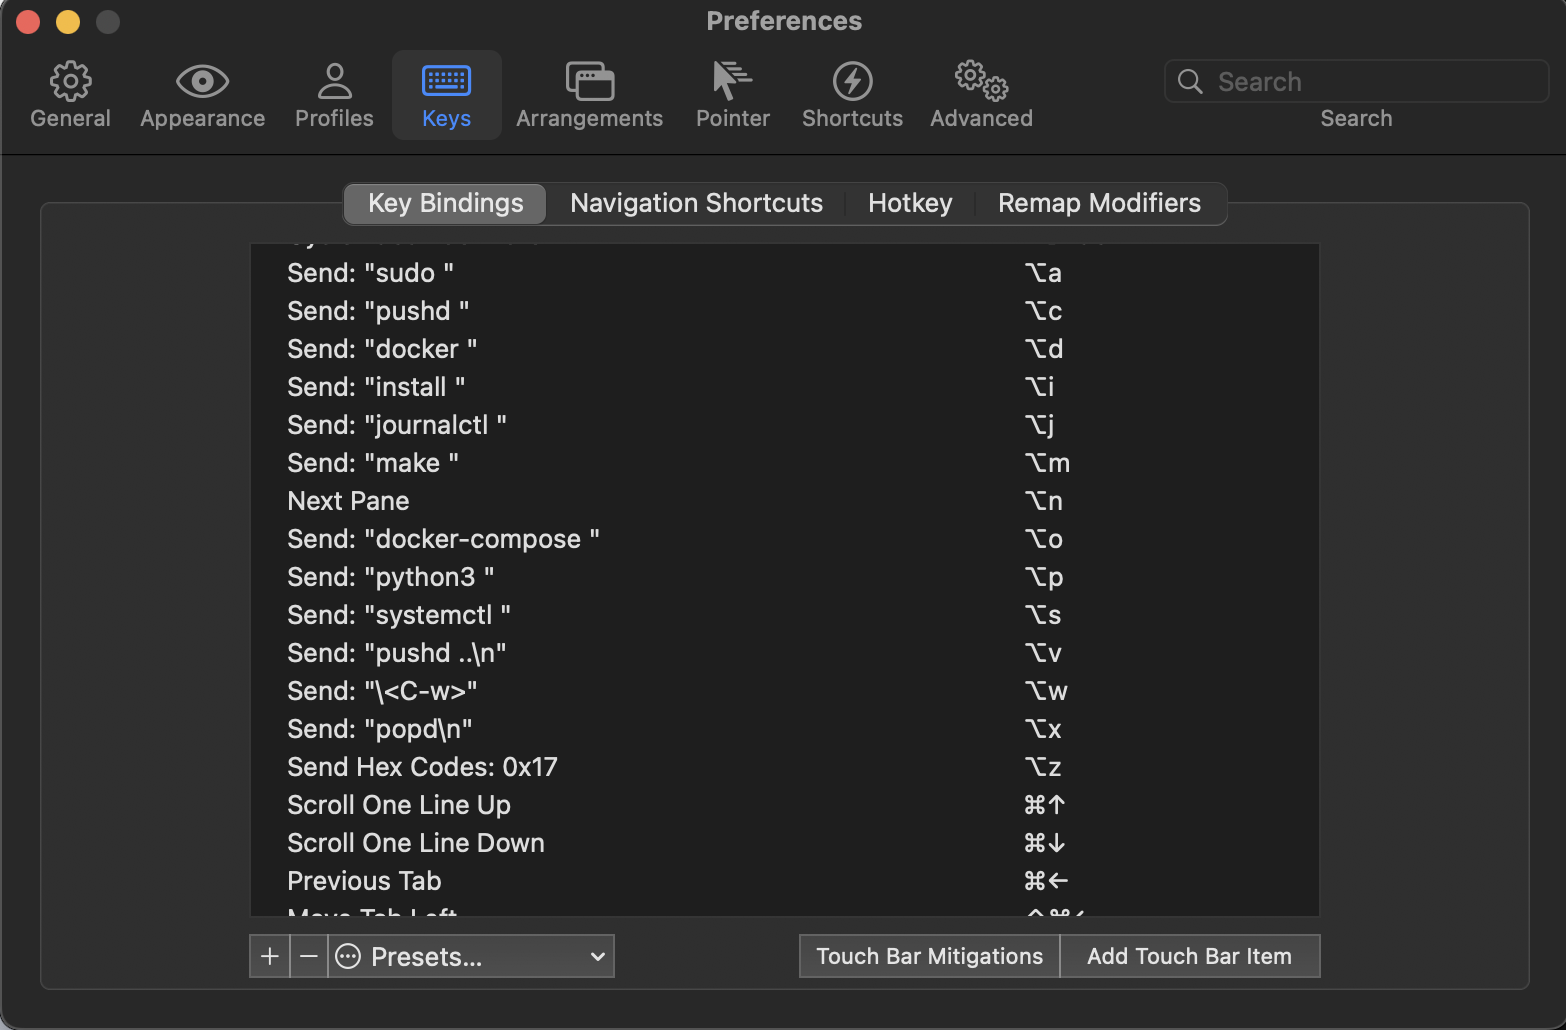 Preferences
General Appearance Profiles Keys Arrangements Pointer Shortcuts Advanced Search
Search
Key Bindings Navigation Shortcuts Hotkey Remap Modifiers
Send: "sudo " ⌥a
Send: "pushd " ⌥c
Send: "docker " ⌥d
Send: "install " ⌥i
Send: "journalctl " ⌥j
Send: "make " ⌥m
Next Pane ⌥n
Send: "docker-compose " ⌥o
Send: "python3 " ⌥p
Send: "systemctl " ⌥s
Send: "pushd ..\n" ⌥v
Send: "\<C-w>" ⌥w
Send: "popd\n" ⌥x
Send Hex Codes: 0x17 ⌥z
Scroll One Line Up ⌘↑
Scroll One Line Down ⌘↓
Previous Tab ⌘←
Move Tab Left
+ − Presets... Touch Bar Mitigations Add Touch Bar Item